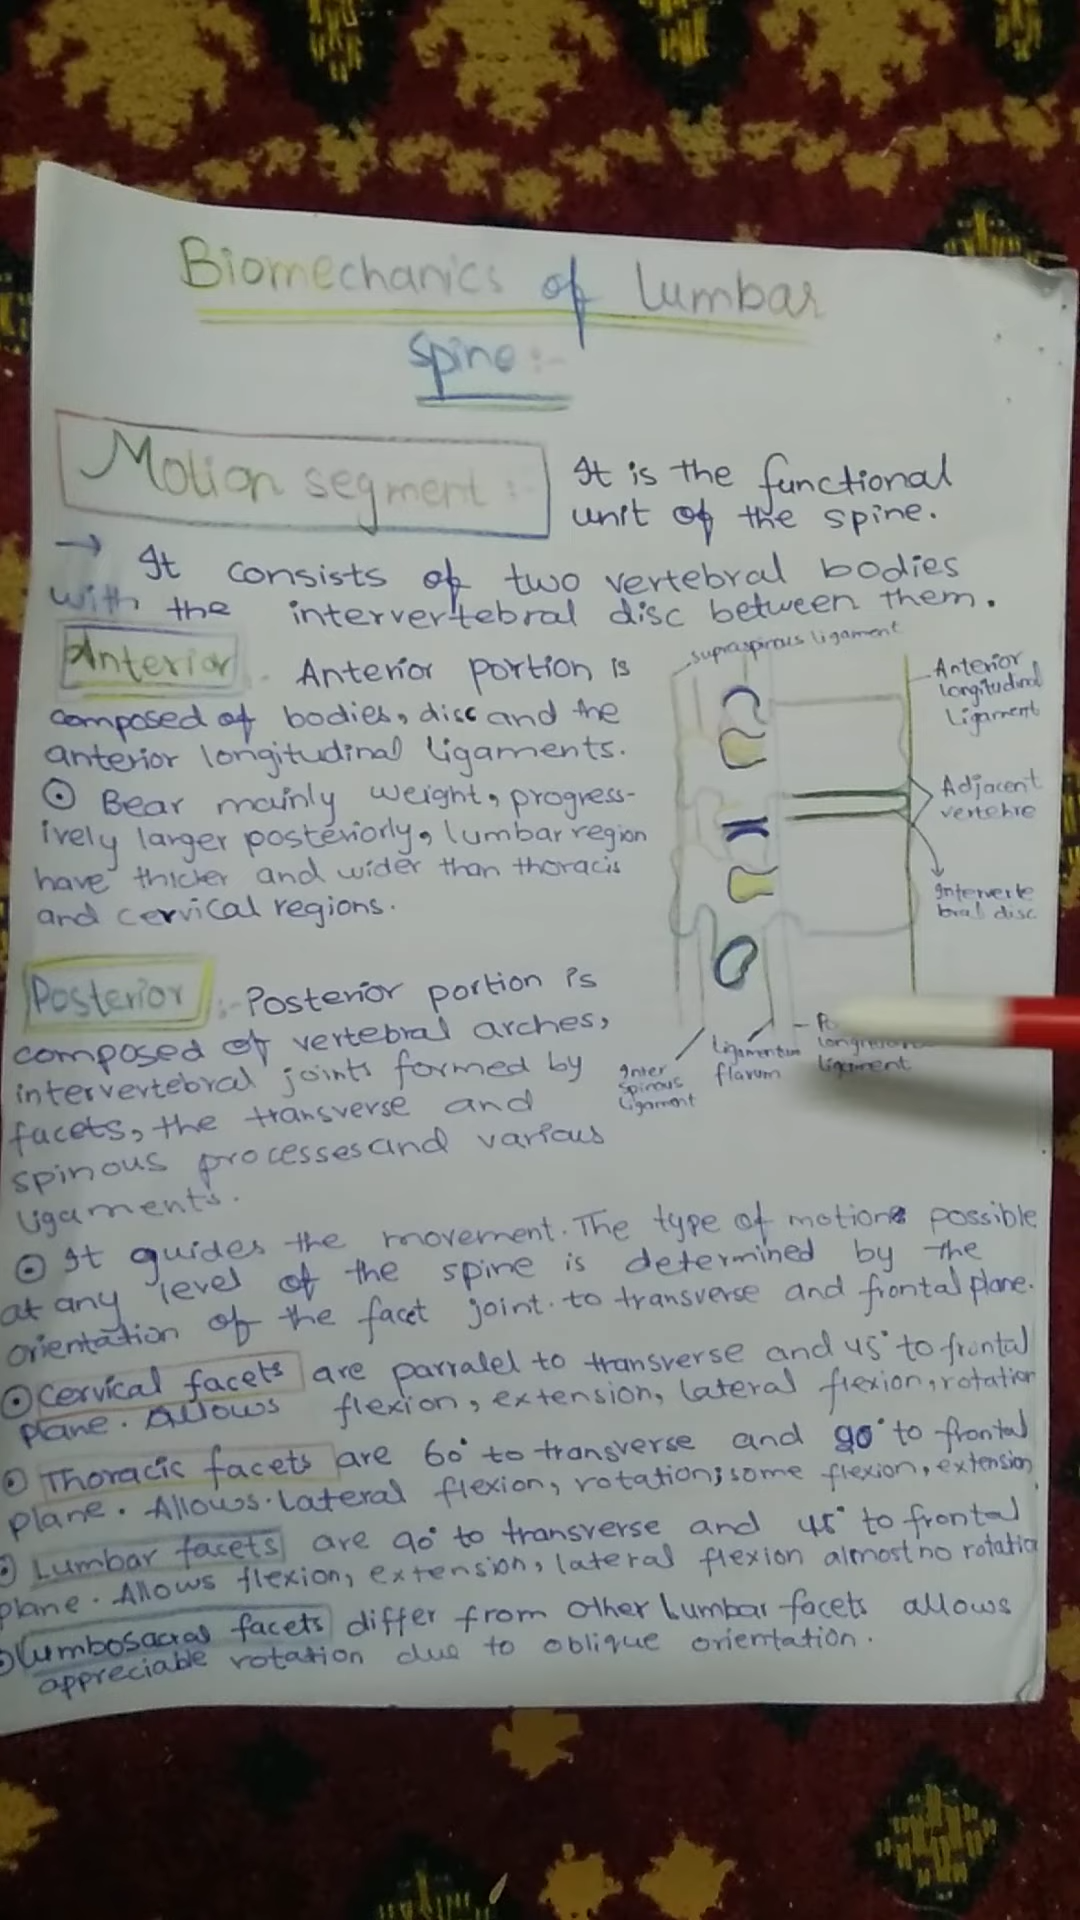 Biomechanics of lumbar
spine:-
Motion segment:-
It is the functional
unit of the spine.
→ It consists of two vertebral bodies
with the intervertebral disc between them.
Anterior
Anterior portion is
composed of bodies, disc and the
anterior longitudinal ligaments.
⊙ Bear mainly weight, progress-
ively larger posteriorly, lumbar region
have thicker and wider than thoracis
and cervical regions.
supraspinous ligament
Anterior
longitudinal
ligament
Adjacent
vertebre
Interverte
bral disc
Inter
spinous
ligament
ligamentum
flavum
ligament
Posterior :- Posterior portion is
composed of vertebral arches,
intervertebral joints formed by
facets, the transverse and
spinous processes and various
ligaments.
⊙ It guides the movement. The type of motion possible
at any level of the spine is determined by the
orientation of the facet joint. to transverse and frontal plane.
⊙ Cervical facets are parralel to transverse and 45° to frontal
plane. Allows flexion, extension, lateral flexion, rotation
⊙ Thoracic facets are 60° to transverse and 90° to frontal
plane. Allows. lateral flexion, rotation; some flexion, extension
⊙ Lumbar facets are 90° to transverse and 45° to frontal
plane. Allows flexion, extension, lateral flexion almost no rotatio
⊙ lumbosacral facets differ from other lumbar facets allows
appreciable rotation due to oblique orientation.